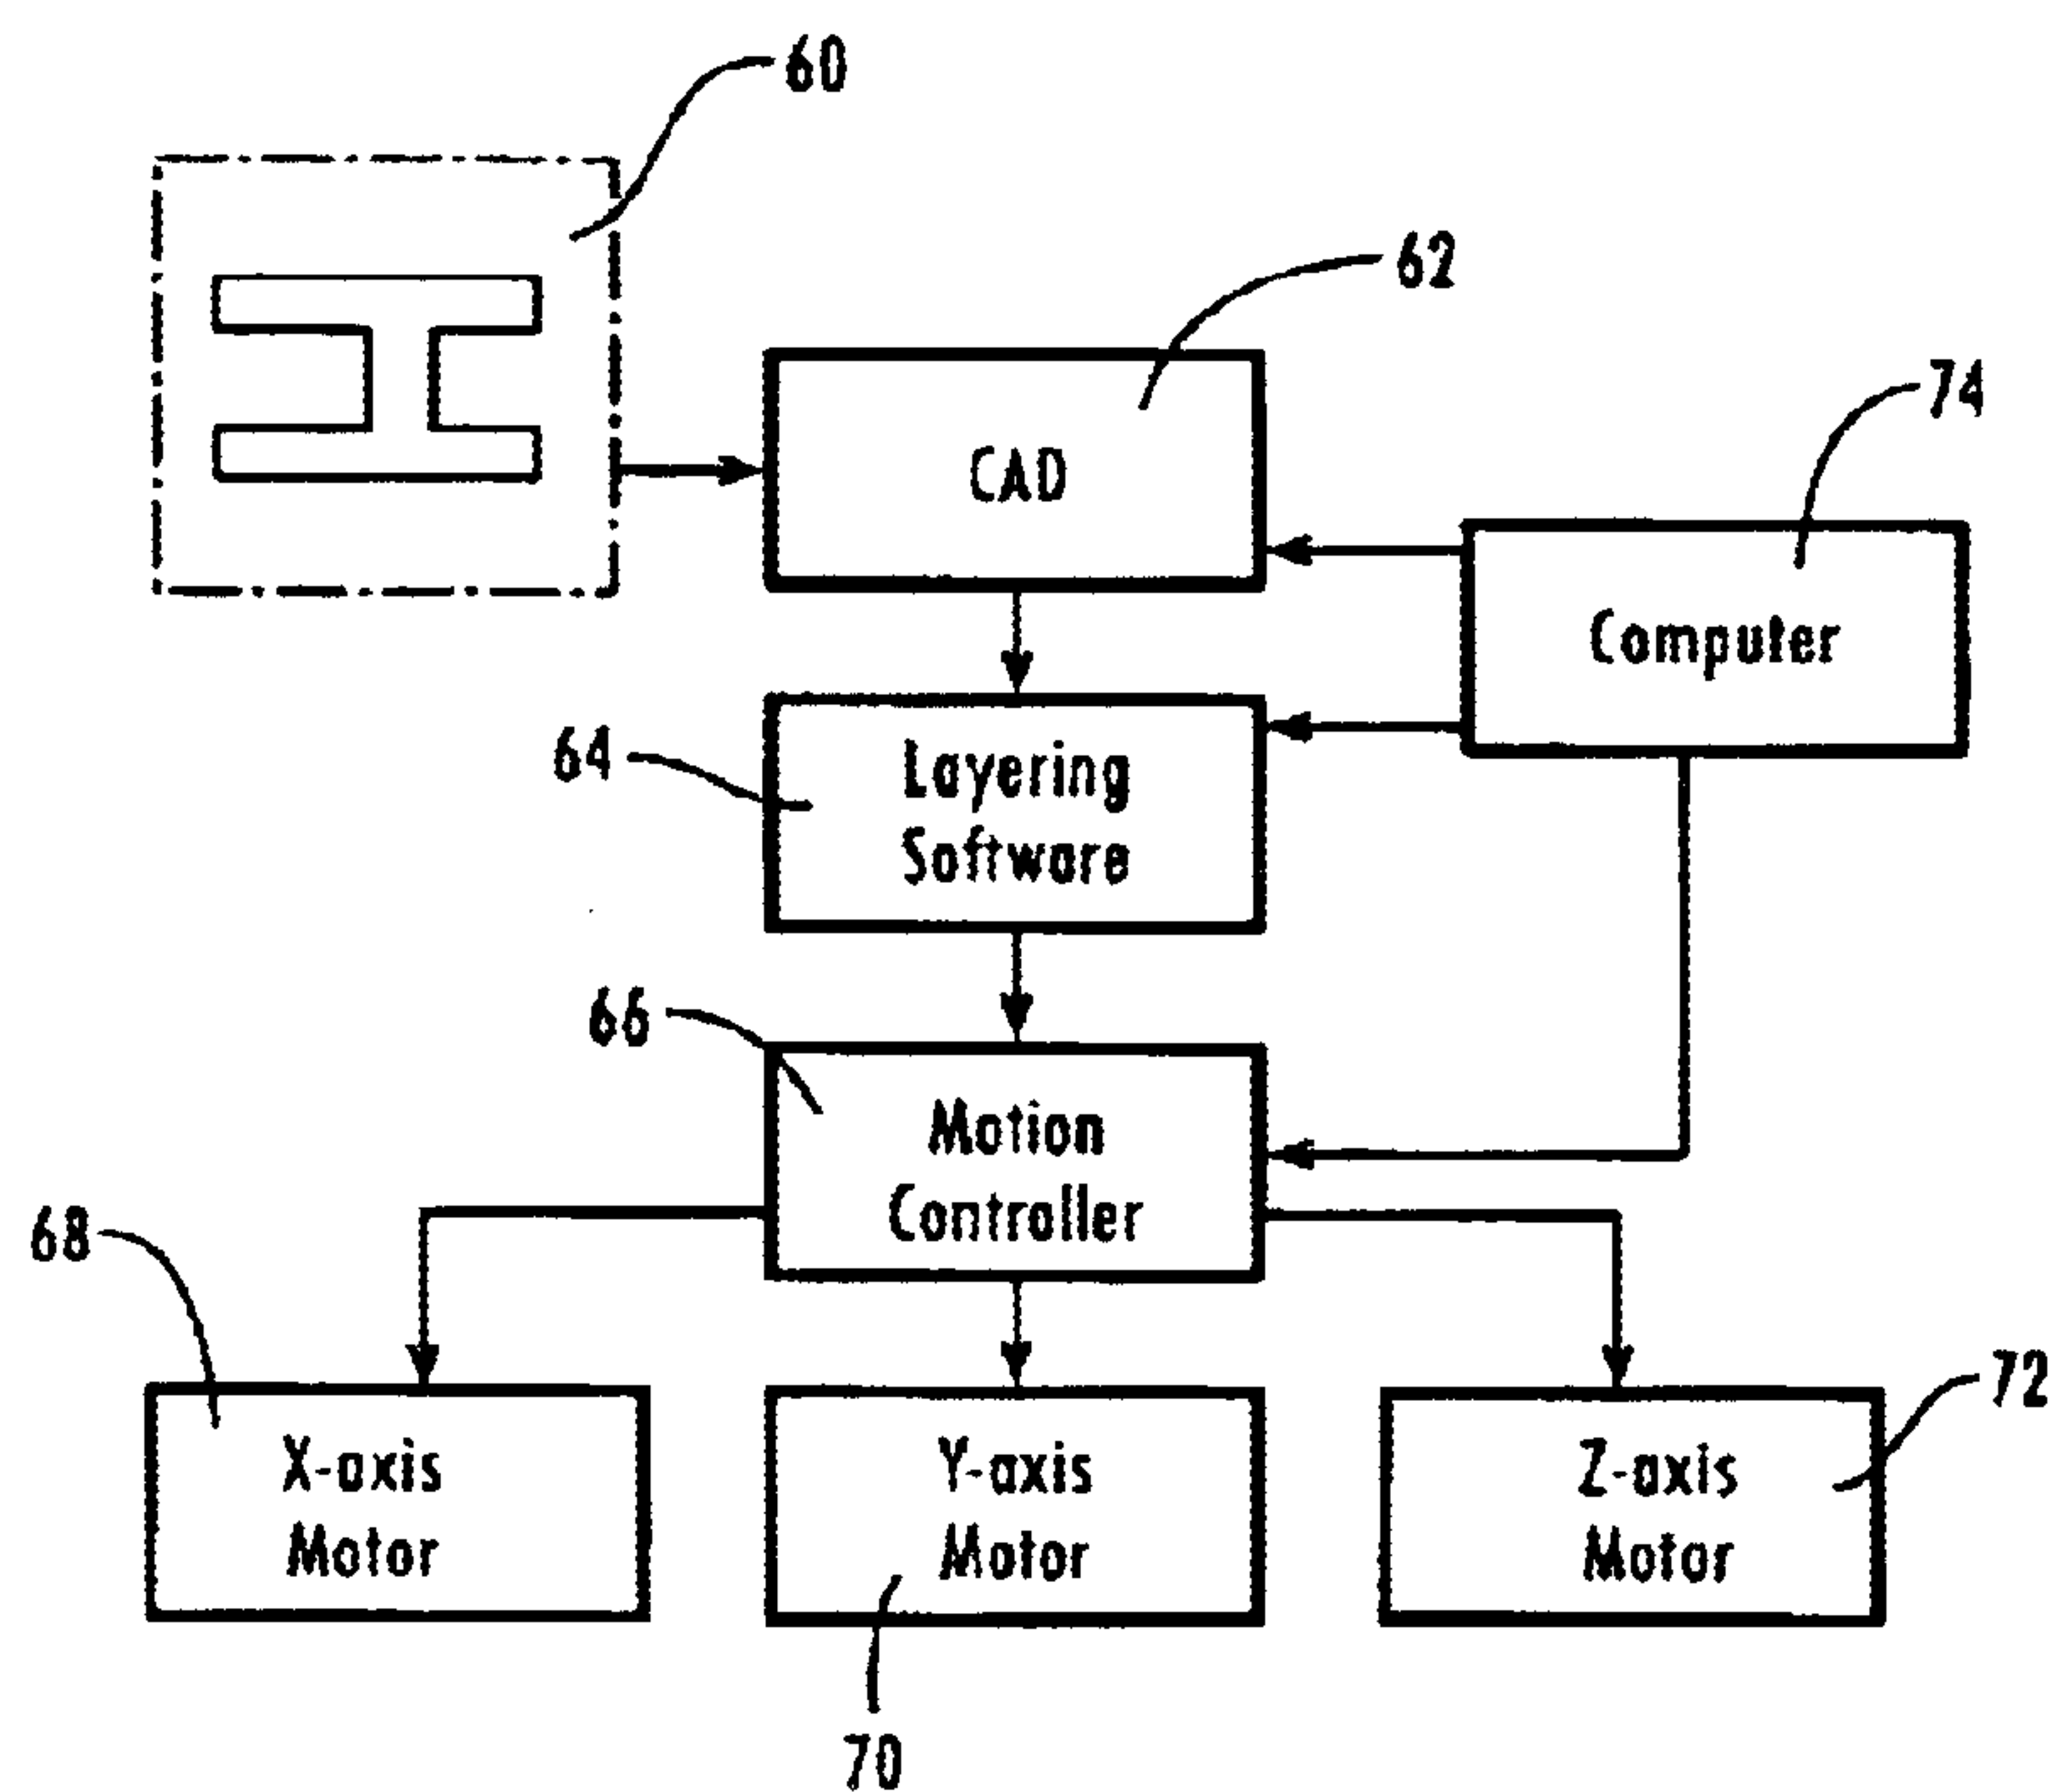 60
62
CAD
74
Computer
64
Layering
Software
66
Motion
Controller
68
X-axis
Motor
Y-axis
Motor
70
Z-axis
Motor
72